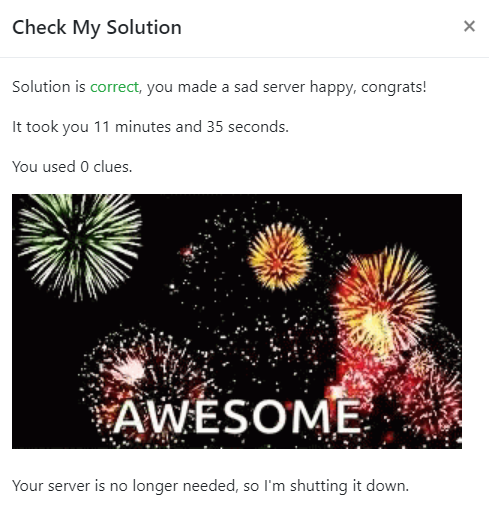 Check My Solution
×
Solution is correct, you made a sad server happy, congrats!
It took you 11 minutes and 35 seconds.
You used 0 clues.
AWESOME
Your server is no longer needed, so I'm shutting it down.